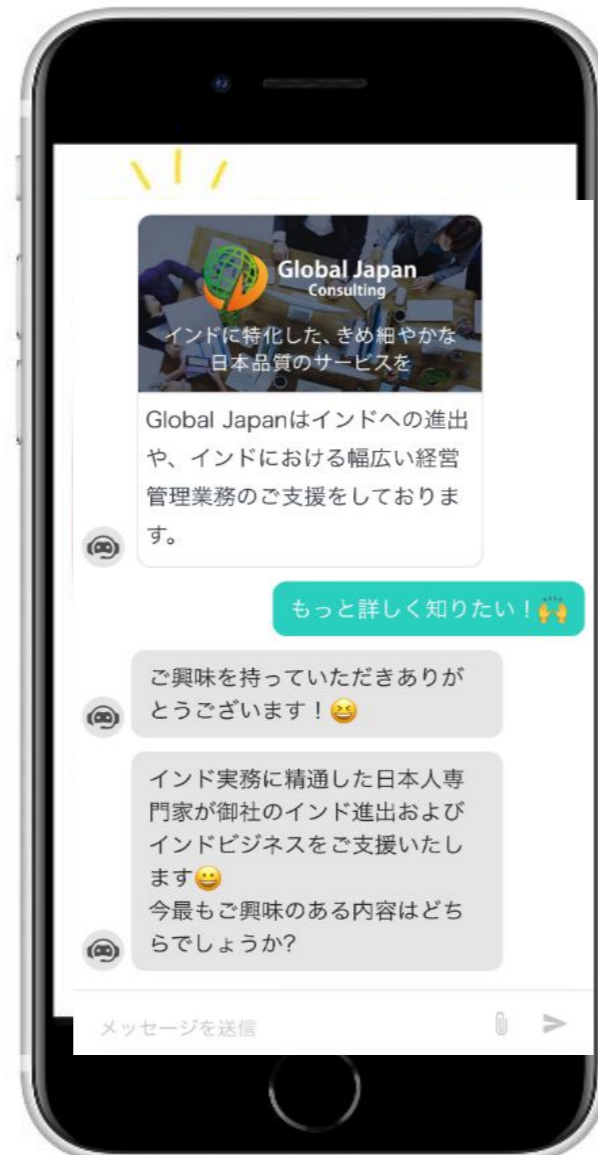 Global Japan
Consulting
インドに特化した、きめ細やかな
日本品質のサービスを
Global Japanはインドへの進出
や、インドにおける幅広い経営
管理業務のご支援をしておりま
す。
もっと詳しく知りたい！🙌
ご興味を持っていただきありが
とうございます！😆
インド実務に精通した日本人専
門家が御社のインド進出および
インドビジネスをご支援いたし
ます😀
今最もご興味のある内容はどち
らでしょうか?
メッセージを送信